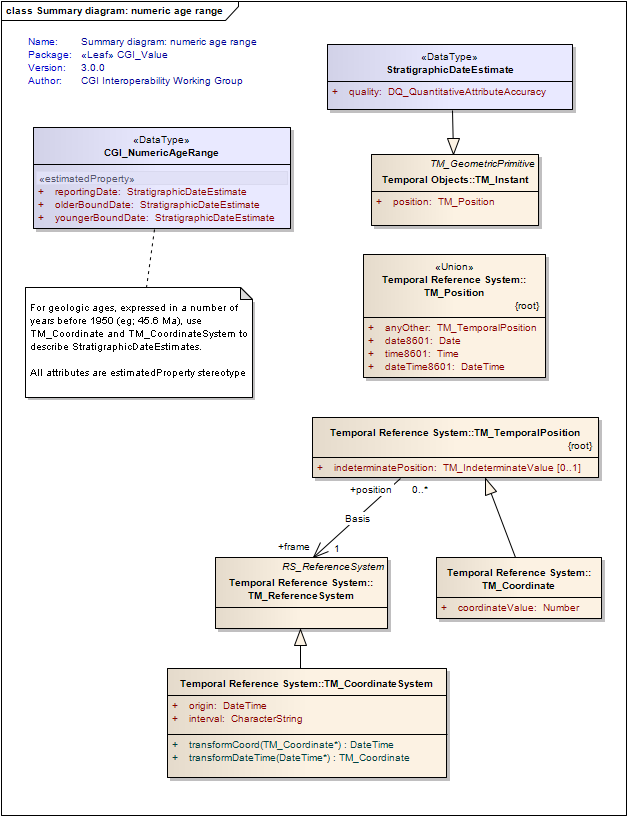 class Summary diagram: numeric age range
Name: Summary diagram: numeric age range
Package: «Leaf» CGI_Value
Version: 3.0.0
Author: CGI Interoperability Working Group
«DataType»
StratigraphicDateEstimate
+ quality: DQ_QuantitativeAttributeAccuracy
«DataType»
CGI_NumericAgeRange
«estimatedProperty»
+ reportingDate: StratigraphicDateEstimate
+ olderBoundDate: StratigraphicDateEstimate
+ youngerBoundDate: StratigraphicDateEstimate
TM_GeometricPrimitive
Temporal Objects::TM_Instant
+ position: TM_Position
«Union»
Temporal Reference System::
TM_Position
{root}
+ anyOther: TM_TemporalPosition
+ date8601: Date
+ time8601: Time
+ dateTime8601: DateTime
For geologic ages, expressed in a number of
years before 1950 (eg; 45.6 Ma), use
TM_Coordinate and TM_CoordinateSystem to
describe StratigraphicDateEstimates.
All attributes are estimatedProperty stereotype
Temporal Reference System::TM_TemporalPosition
{root}
+ indeterminatePosition: TM_IndeterminateValue [0..1]
+position 0..*
Basis
+frame 1
RS_ReferenceSystem
Temporal Reference System::
TM_ReferenceSystem
Temporal Reference System::
TM_Coordinate
+ coordinateValue: Number
Temporal Reference System::TM_CoordinateSystem
+ origin: DateTime
+ interval: CharacterString
+ transformCoord(TM_Coordinate*) : DateTime
+ transformDateTime(DateTime*) : TM_Coordinate